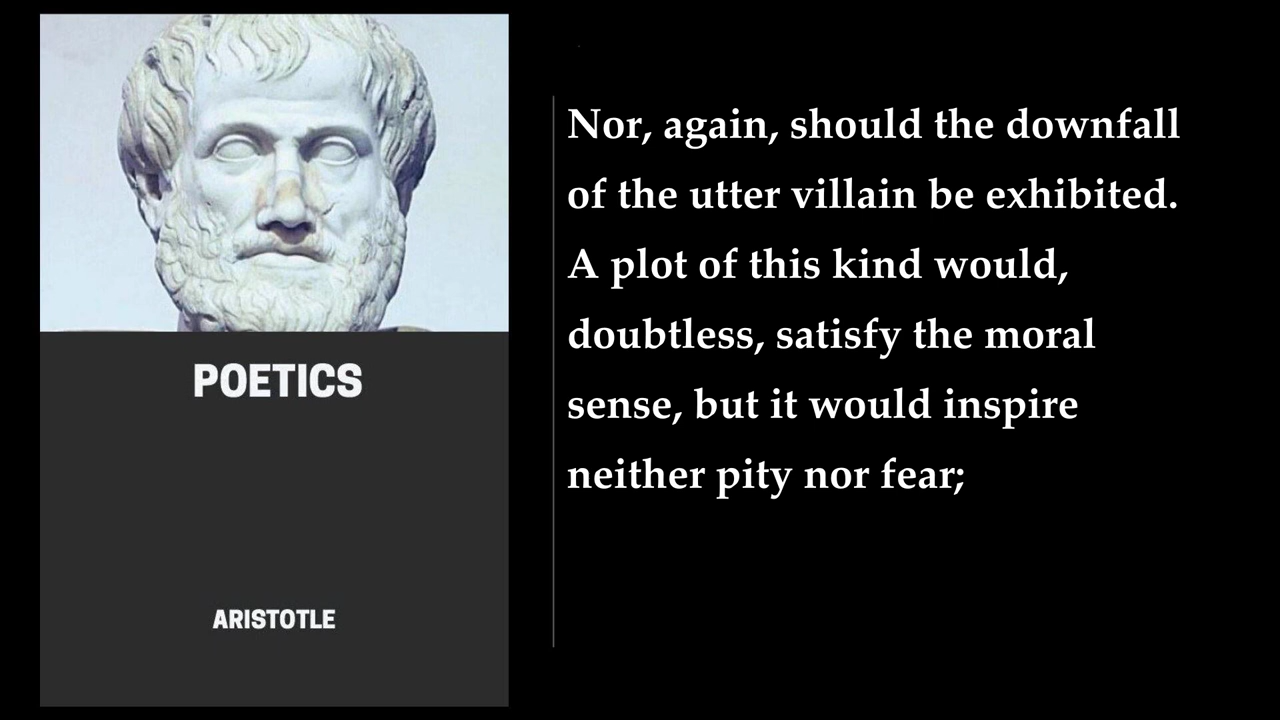 POETICS
ARISTOTLE
Nor, again, should the downfall
of the utter villain be exhibited.
A plot of this kind would,
doubtless, satisfy the moral
sense, but it would inspire
neither pity nor fear;